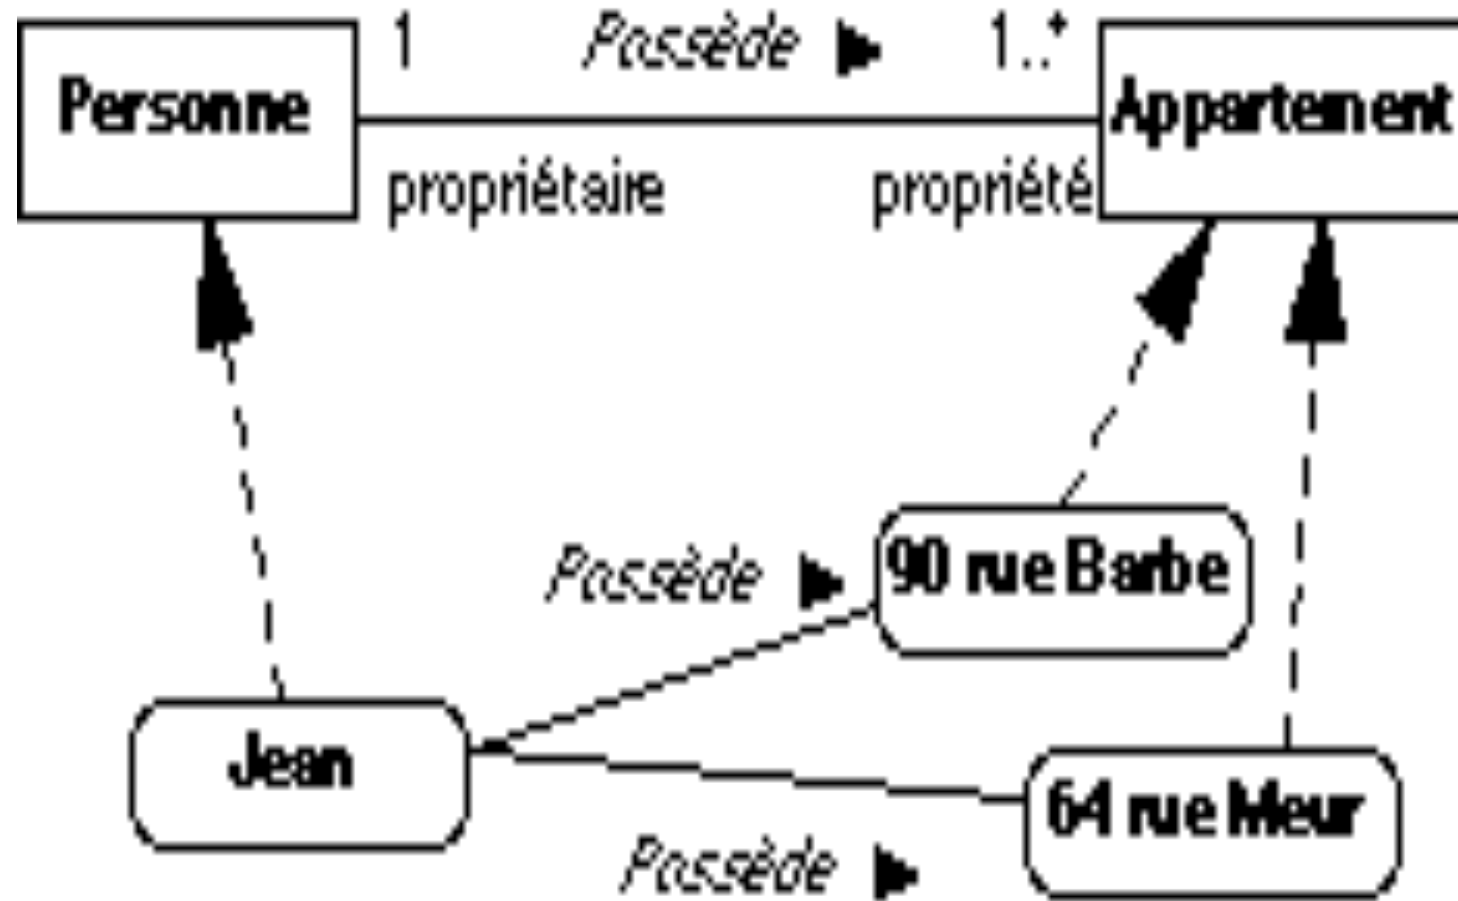 1 Possède ▶ 1..*
Personne Appartement
propriétaire propriété
Possède ▶ 90 rue Barbe
Jean
64 rue Meur
Possède ▶